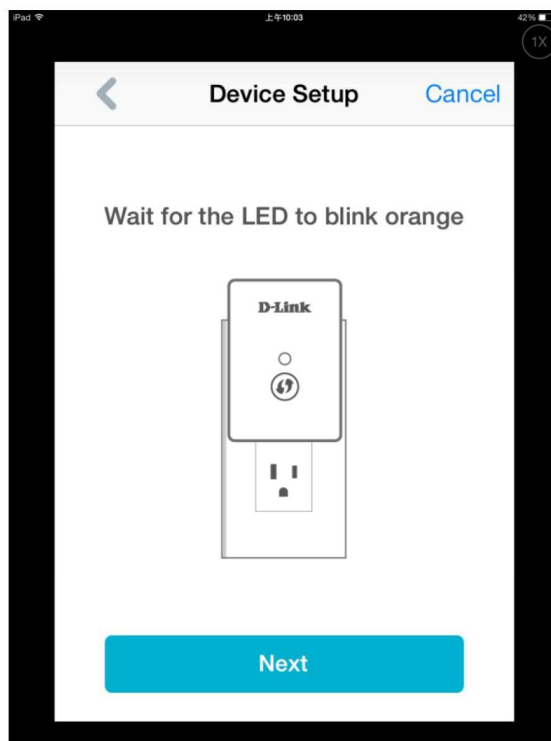 iPad
上午10:03
42%
1X
Device Setup
Cancel
Wait for the LED to blink orange
D-Link
Next